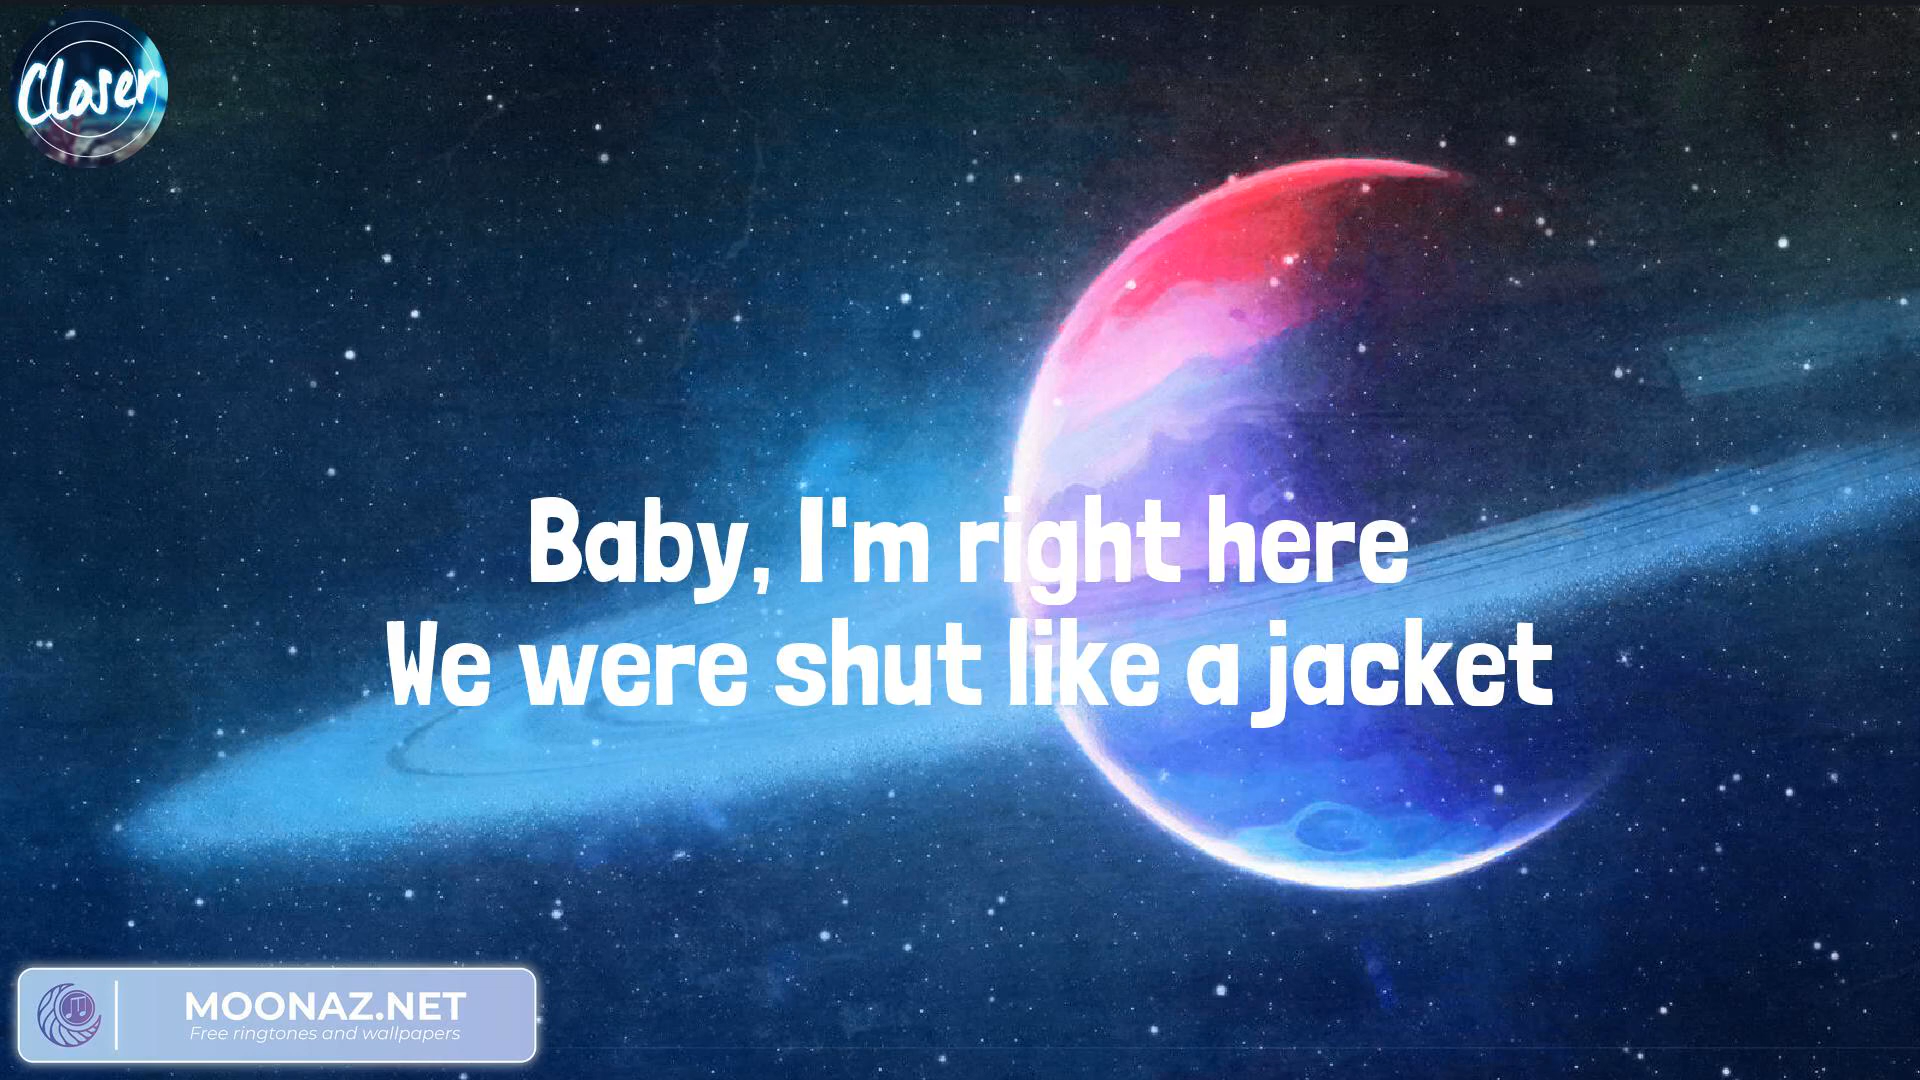 Closer
Baby, I'm right here
We were shut like a jacket
MOONAZ.NET
Free ringtones and wallpapers